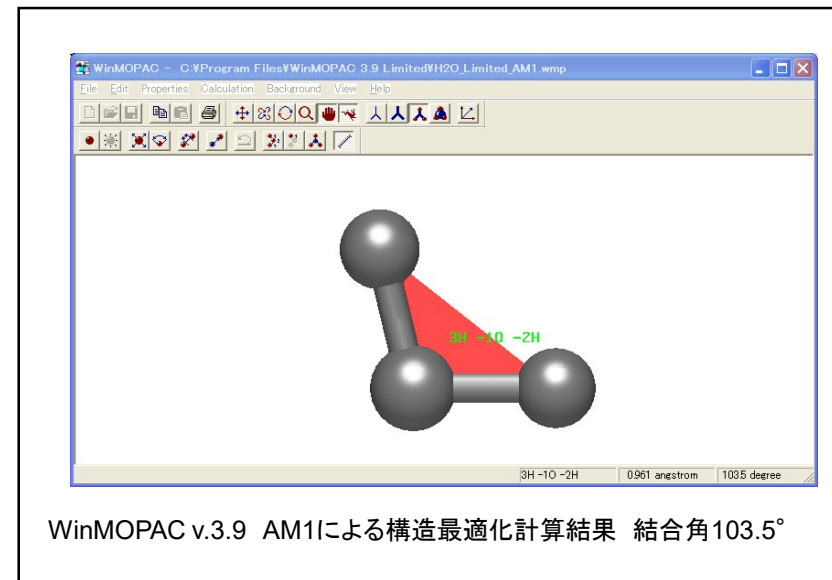 WinMOPAC - C:¥Program Files¥WinMOPAC 3.9 Limited¥H2O_Limited_AM1.wmp
File Edit Properties Calculation Background View Help
3H -1O -2H
3H -1O -2H 0.961 angstrom 103.5 degree
WinMOPAC v.3.9 AM1による構造最適化計算結果 結合角103.5°